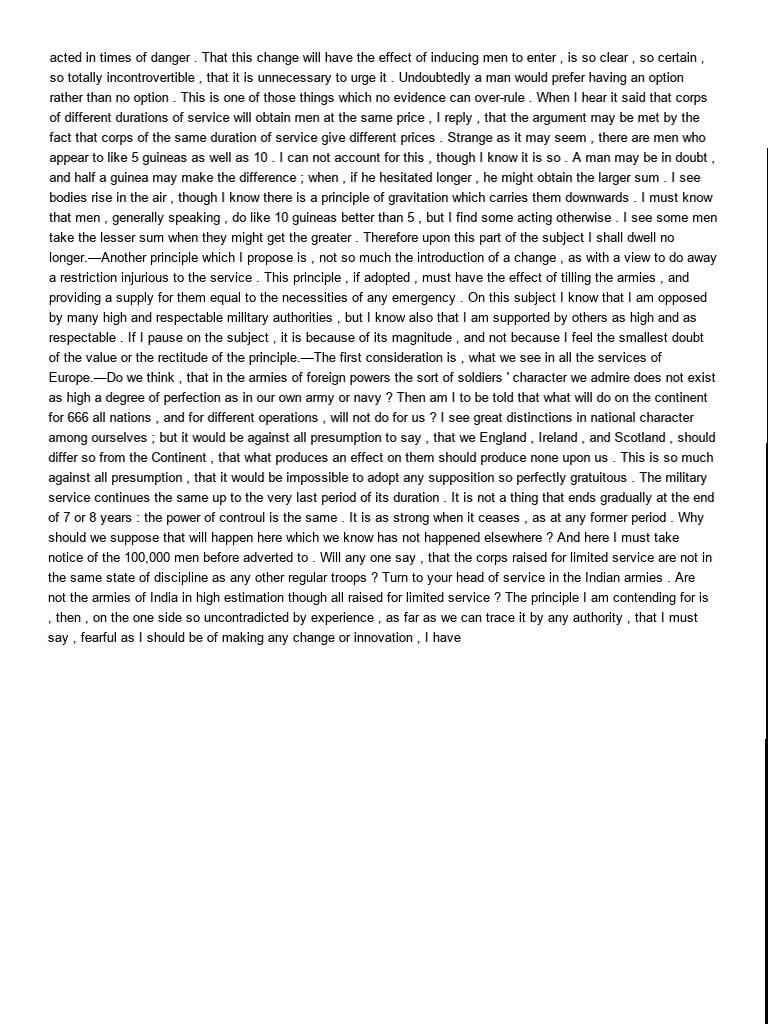 acted in times of danger . That this change will have the effect of inducing men to enter , is so clear , so certain ,
so totally incontrovertible , that it is unnecessary to urge it . Undoubtedly a man would prefer having an option
rather than no option . This is one of those things which no evidence can over-rule . When I hear it said that corps
of different durations of service will obtain men at the same price , I reply , that the argument may be met by the
fact that corps of the same duration of service give different prices . Strange as it may seem , there are men who
appear to like 5 guineas as well as 10 . I can not account for this , though I know it is so . A man may be in doubt ,
and half a guinea may make the difference ; when , if he hesitated longer , he might obtain the larger sum . I see
bodies rise in the air , though I know there is a principle of gravitation which carries them downwards . I must know
that men , generally speaking , do like 10 guineas better than 5 , but I find some acting otherwise . I see some men
take the lesser sum when they might get the greater . Therefore upon this part of the subject I shall dwell no
longer.—Another principle which I propose is , not so much the introduction of a change , as with a view to do away
a restriction injurious to the service . This principle , if adopted , must have the effect of tilling the armies , and
providing a supply for them equal to the necessities of any emergency . On this subject I know that I am opposed
by many high and respectable military authorities , but I know also that I am supported by others as high and as
respectable . If I pause on the subject , it is because of its magnitude , and not because I feel the smallest doubt
of the value or the rectitude of the principle.—The first consideration is , what we see in all the services of
Europe.—Do we think , that in the armies of foreign powers the sort of soldiers ' character we admire does not exist
as high a degree of perfection as in our own army or navy ? Then am I to be told that what will do on the continent
for 666 all nations , and for different operations , will not do for us ? I see great distinctions in national character
among ourselves ; but it would be against all presumption to say , that we England , Ireland , and Scotland , should
differ so from the Continent , that what produces an effect on them should produce none upon us . This is so much
against all presumption , that it would be impossible to adopt any supposition so perfectly gratuitous . The military
service continues the same up to the very last period of its duration . It is not a thing that ends gradually at the end
of 7 or 8 years : the power of controul is the same . It is as strong when it ceases , as at any former period . Why
should we suppose that will happen here which we know has not happened elsewhere ? And here I must take
notice of the 100,000 men before adverted to . Will any one say , that the corps raised for limited service are not in
the same state of discipline as any other regular troops ? Turn to your head of service in the Indian armies . Are
not the armies of India in high estimation though all raised for limited service ? The principle I am contending for is
, then , on the one side so uncontradicted by experience , as far as we can trace it by any authority , that I must
say , fearful as I should be of making any change or innovation , I have